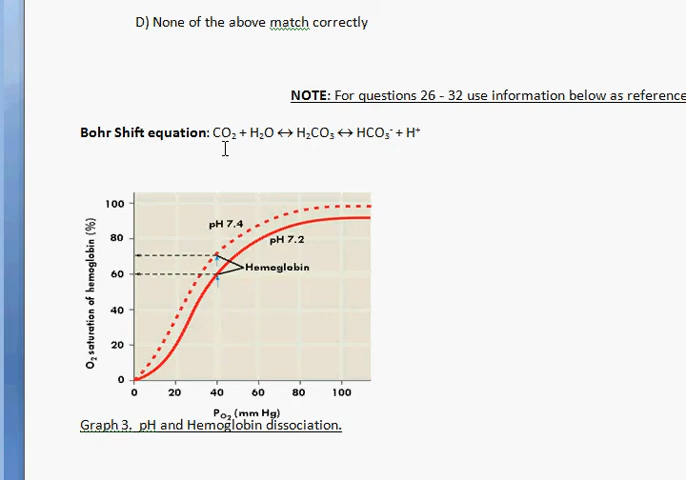 D) None of the above match correctly
NOTE: For questions 26 - 32 use information below as reference
Bohr Shift equation: CO₂ + H₂O ↔ H₂CO₃ ↔ HCO₃⁻ + H⁺
O₂ saturation of hemoglobin (%)
100
80
60
40
20
0
pH 7.4
pH 7.2
Hemoglobin
0 20 40 60 80 100
PO₂ (mm Hg)
Graph 3. pH and Hemoglobin dissociation.